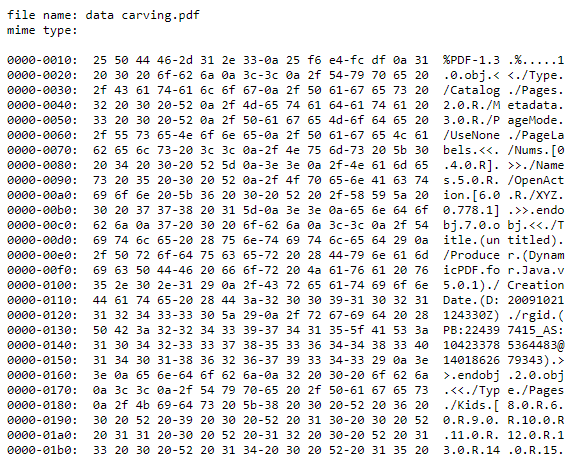 file name: data carving.pdf
mime type:
0000-0010: 25 50 44 46-2d 31 2e 33-0a 25 f6 e4-fc df 0a 31 %PDF-1.3 .%.....1
0000-0020: 20 30 20 6f-62 6a 0a 3c-3c 0a 2f 54-79 70 65 20 .0.obj.< <./Type.
0000-0030: 2f 43 61 74-61 6c 6f 67-0a 2f 50 61-67 65 73 20 /Catalog ./Pages.
0000-0040: 32 20 30 20-52 0a 2f 4d-65 74 61 64-61 74 61 20 2.0.R./M etadata.
0000-0050: 33 20 30 20-52 0a 2f 50-61 67 65 4d-6f 64 65 20 3.0.R./P ageMode.
0000-0060: 2f 55 73 65-4e 6f 6e 65-0a 2f 50 61-67 65 4c 61 /UseNone ./PageLa
0000-0070: 62 65 6c 73-20 3c 3c 0a-2f 4e 75 6d-73 20 5b 30 bels.<<. /Nums.[0
0000-0080: 20 34 20 30-20 52 5d 0a-3e 3e 0a 2f-4e 61 6d 65 .4.0.R]. >>./Name
0000-0090: 73 20 35 20-30 20 52 0a-2f 4f 70 65-6e 41 63 74 s.5.0.R. /OpenAct
0000-00a0: 69 6f 6e 20-5b 36 20 30-20 52 20 2f-58 59 5a 20 ion.[6.0 .R./XYZ.
0000-00b0: 30 20 37 37-38 20 31 5d-0a 3e 3e 0a-65 6e 64 6f 0.778.1] .>>.endo
0000-00c0: 62 6a 0a 37 20-30 20 6f-62 6a 0a 3c-3c 0a 2f 54 bj.7.0.o bj.<<./T
0000-00d0: 69 74 6c 65-20 28 75 6e-74 69 74 6c-65 64 29 0a itle.(un titled).
0000-00e0: 2f 50 72 6f-64 75 63 65-72 20 28 44-79 6e 61 6d /Produce r.(Dynam
0000-00f0: 69 63 50 44-46 20 66 6f-72 20 4a 61-76 61 20 76 icPDF.fo r.Java.v
0000-0100: 35 2e 30 2e-31 29 0a 2f-43 72 65 61-74 69 6f 6e 5.0.1)./ Creation
0000-0110: 44 61 74 65-20 28 44 3a-32 30 30 39-31 30 32 31 Date.(D: 20091021
0000-0120: 31 32 34 33-33 30 5a 29-0a 2f 72 67-69 64 20 28 124330Z) ./rgid.(
0000-0130: 50 42 3a 32-32 34 33 39-37 34 31 35-5f 41 53 3a PB:22439 7415_AS:
0000-0140: 31 30 34 32-33 33 37 38-35 33 36 34-34 38 33 40 10423378 5364483@
0000-0150: 31 34 30 31-38 36 32 36-37 39 33 34-33 29 0a 3e 14018626 79343).>
0000-0160: 3e 0a 65 6e-64 6f 62 6a-0a 32 20 30-20 6f 62 6a >.endobj .2.0.obj
0000-0170: 0a 3c 3c 0a-2f 54 79 70-65 20 2f 50-61 67 65 73 .<<./Typ e./Pages
0000-0180: 0a 2f 4b 69-64 73 20 5b-38 20 30 20-52 20 36 20 ./Kids.[ 8.0.R.6.
0000-0190: 30 20 52 20-39 20 30 20-52 20 31 30-20 30 20 52 0.R.9.0. R.10.0.R
0000-01a0: 20 31 31 20-30 20 52 20-31 32 20 30-20 52 20 31 .11.0.R. 12.0.R.1
0000-01b0: 33 20 30 20-52 20 31 34-20 30 20 52-20 31 35 20 3.0.R.14 .0.R.15.